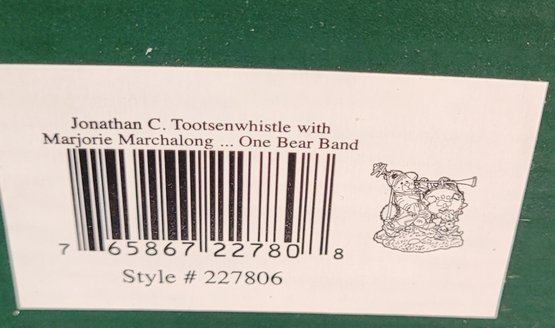 Jonathan C. Tootsenwhistle with
Marjorie Marchalong ... One Bear Band
7 65867 22780 8
Style # 227806